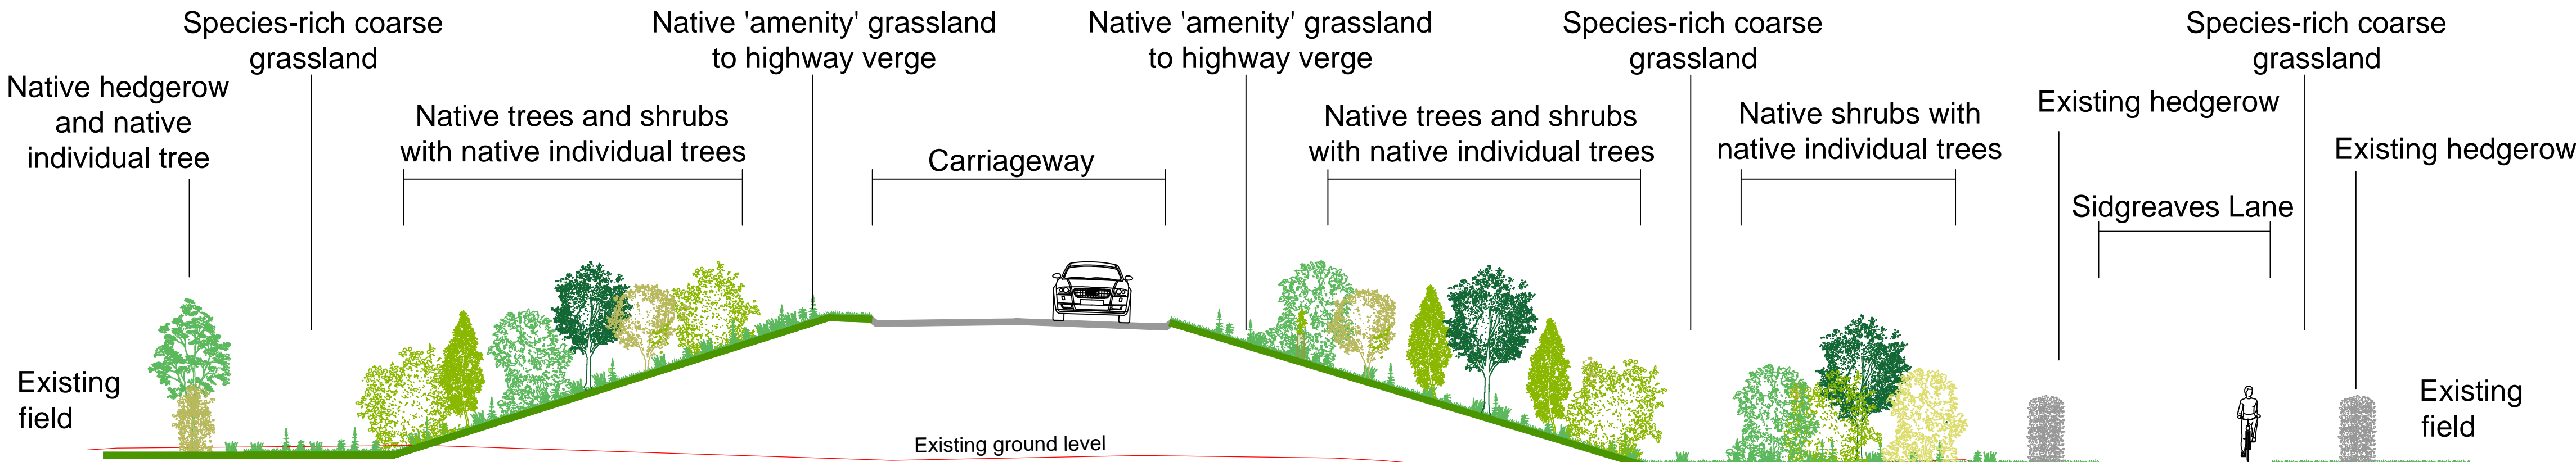 Species-rich coarse
grassland
Native 'amenity' grassland
to highway verge
Native 'amenity' grassland
to highway verge
Species-rich coarse
grassland
Species-rich coarse
grassland
Native hedgerow
and native
individual tree
Native trees and shrubs
with native individual trees
Carriageway
Native trees and shrubs
with native individual trees
Native shrubs with
native individual trees
Existing hedgerow
Existing hedgerow
Sidgreaves Lane
Existing
field
Existing ground level
Existing
field